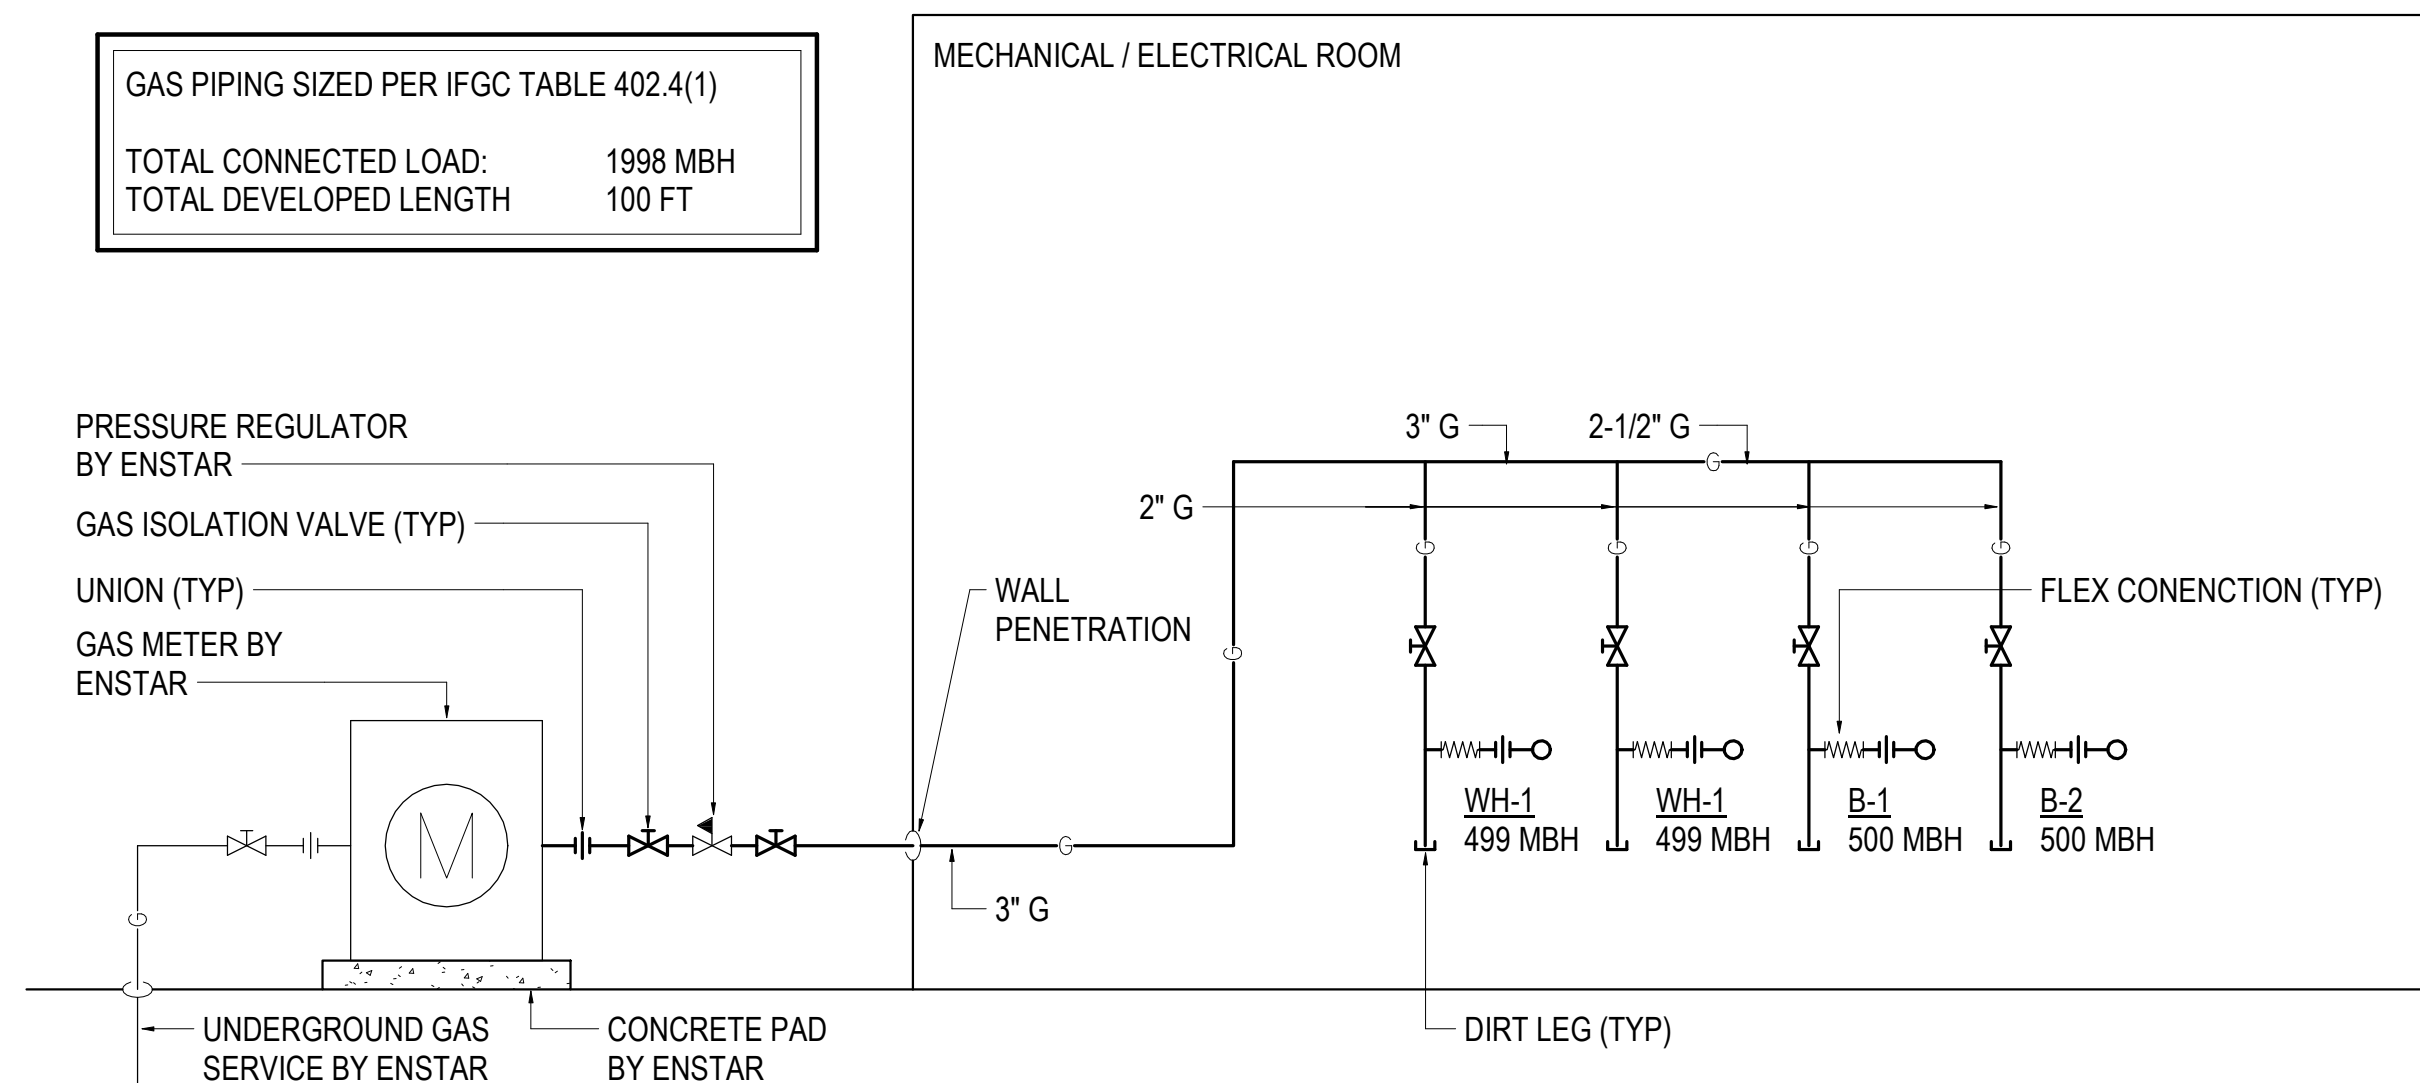 GAS PIPING SIZED PER IFGC TABLE 402.4(1)
TOTAL CONNECTED LOAD: 1998 MBH
TOTAL DEVELOPED LENGTH 100 FT
MECHANICAL / ELECTRICAL ROOM
PRESSURE REGULATOR
BY ENSTAR
GAS ISOLATION VALVE (TYP)
UNION (TYP)
GAS METER BY
ENSTAR
M
G
UNDERGROUND GAS
SERVICE BY ENSTAR
CONCRETE PAD
BY ENSTAR
WALL
PENETRATION
3" G
G
G
2" G
3" G
2-1/2" G
G
G
G
G
G
FLEX CONENCTION (TYP)
WH-1
499 MBH
WH-1
499 MBH
B-1
500 MBH
B-2
500 MBH
DIRT LEG (TYP)